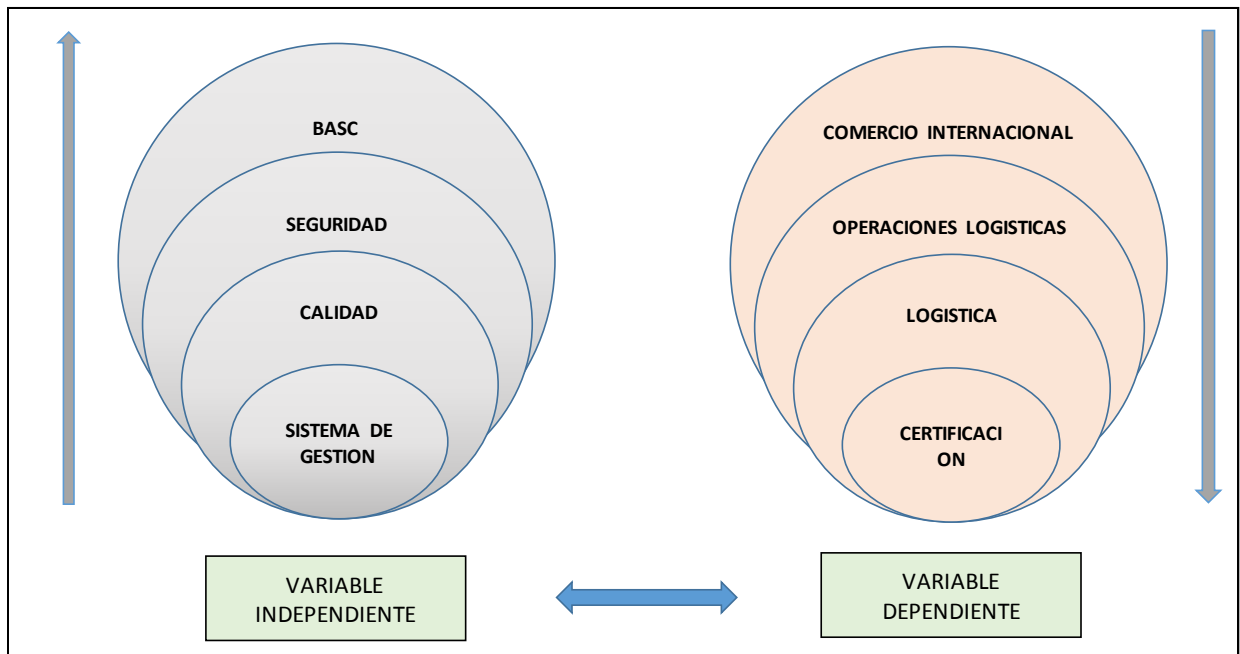 BASC
SEGURIDAD
CALIDAD
SISTEMA DE
GESTION
COMERCIO INTERNACIONAL
OPERACIONES LOGISTICAS
LOGISTICA
CERTIFICACI
ON
VARIABLE
INDEPENDIENTE
VARIABLE
DEPENDIENTE